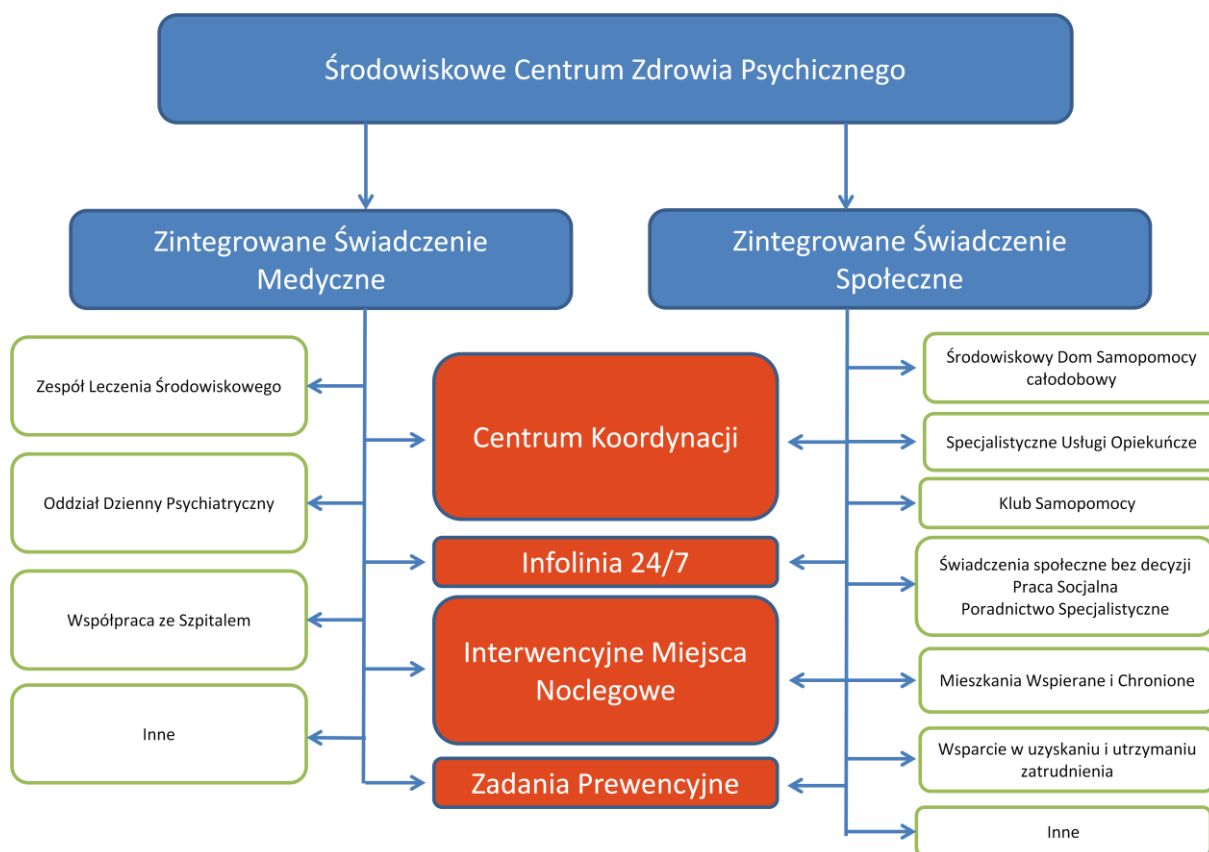 Środowiskowe Centrum Zdrowia Psychicznego
Zintegrowane Świadczenie
Medyczne
Zintegrowane Świadczenie
Społeczne
Zespół Leczenia Środowiskowego
Oddział Dzienny Psychiatryczny
Współpraca ze Szpitalem
Inne
Centrum Koordynacji
Infolinia 24/7
Interwencyjne Miejsca
Noclegowe
Zadania Prewencyjne
Środowiskowy Dom Samopomocy
całodobowy
Specjalistyczne Usługi Opiekuńcze
Klub Samopomocy
Świadczenia społeczne bez decyzji
Praca Socjalna
Poradnictwo Specjalistyczne
Mieszkania Wspierane i Chronione
Wsparcie w uzyskaniu i utrzymaniu
zatrudnienia
Inne